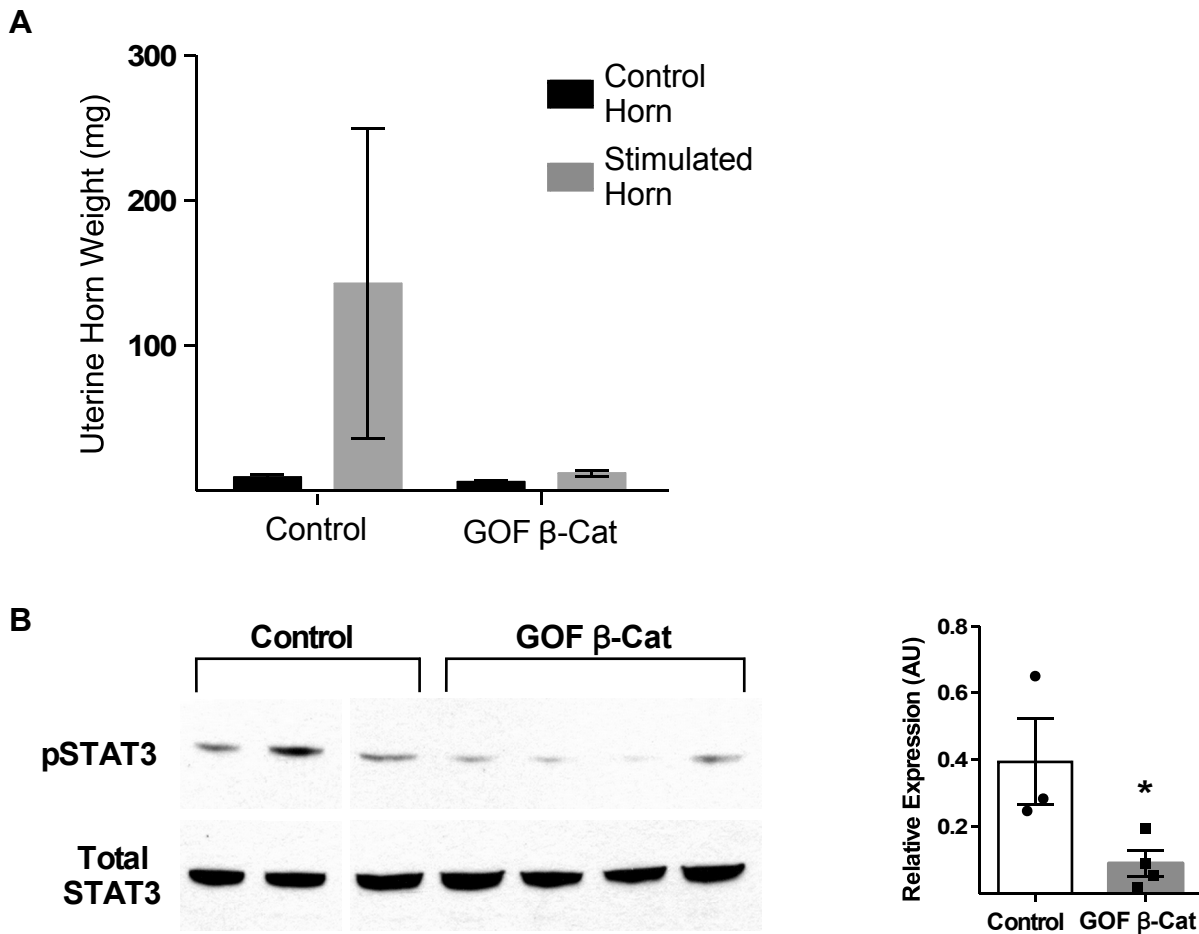 A
300
200
100
Uterine Horn Weight (mg)
Control
Horn
Stimulated
Horn
Control
GOF β-Cat
B
Control
GOF β-Cat
pSTAT3
Total
STAT3
0.8
0.6
0.4
0.2
Relative Expression (AU)
*
Control
GOF β-Cat